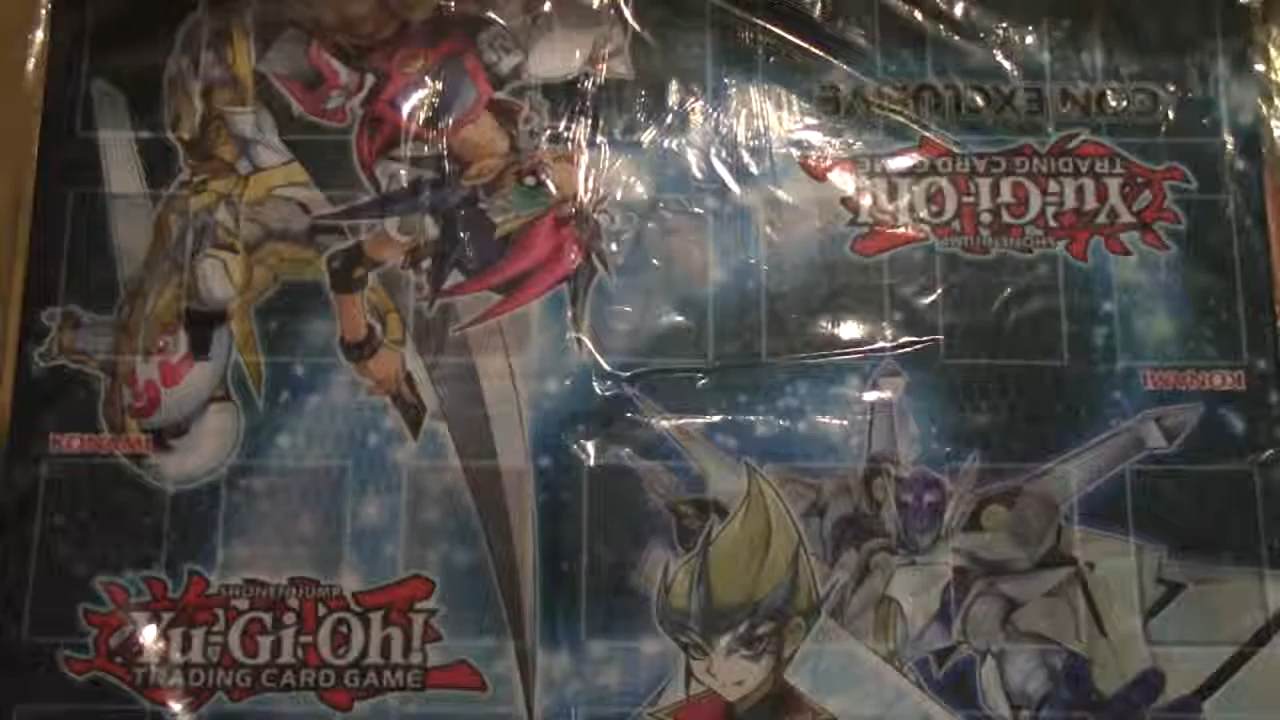 CON EXCLUSIVE
SHONEN JUMP
Yu-Gi-Oh!
TRADING CARD GAME
KONAMI
KONAMI
SHONEN JUMP
Yu-Gi-Oh!
TRADING CARD GAME